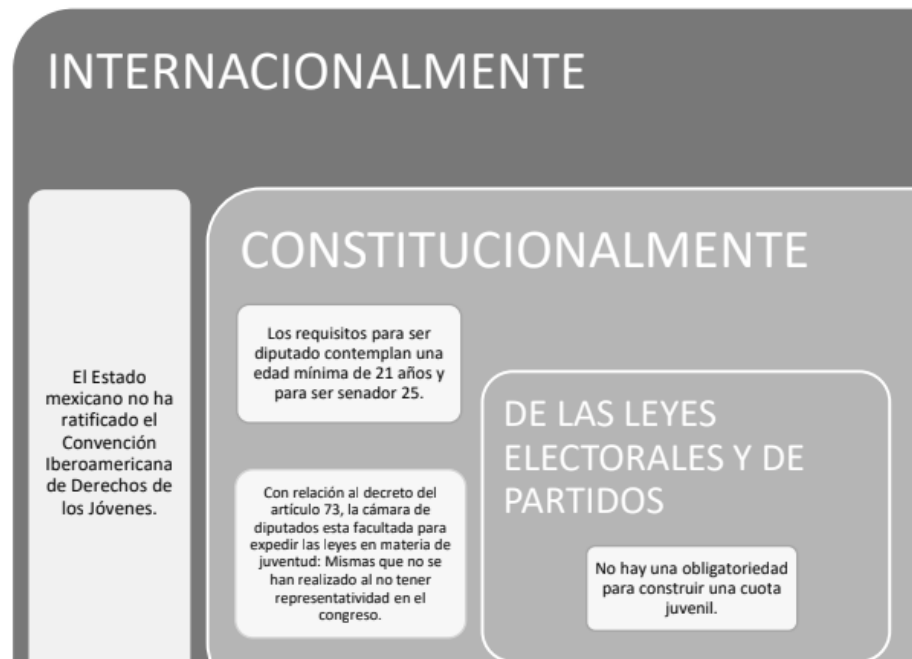 INTERNACIONALMENTE
El Estado
mexicano no ha
ratificado el
Convención
Iberoamericana
de Derechos de
los Jóvenes.
CONSTITUCIONALMENTE
Los requisitos para ser
diputado contemplan una
edad mínima de 21 años y
para ser senador 25.
Con relación al decreto del
artículo 73, la cámara de
diputados esta facultada para
expedir las leyes en materia de
juventud: Mismas que no se
han realizado al no tener
representatividad en el
congreso.
DE LAS LEYES
ELECTORALES Y DE
PARTIDOS
No hay una obligatoriedad
para construir una cuota
juvenil.